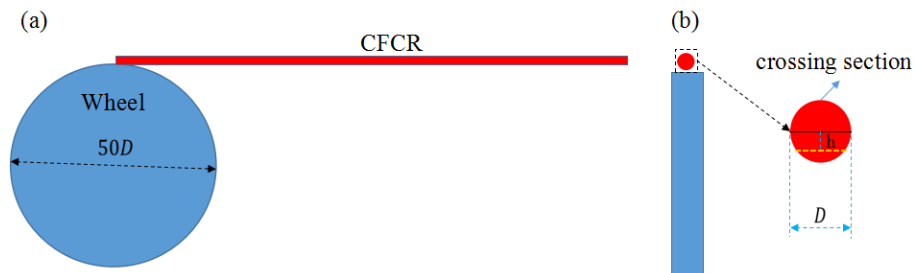 (a)
CFCR
Wheel
50D
(b)
crossing section
h
D